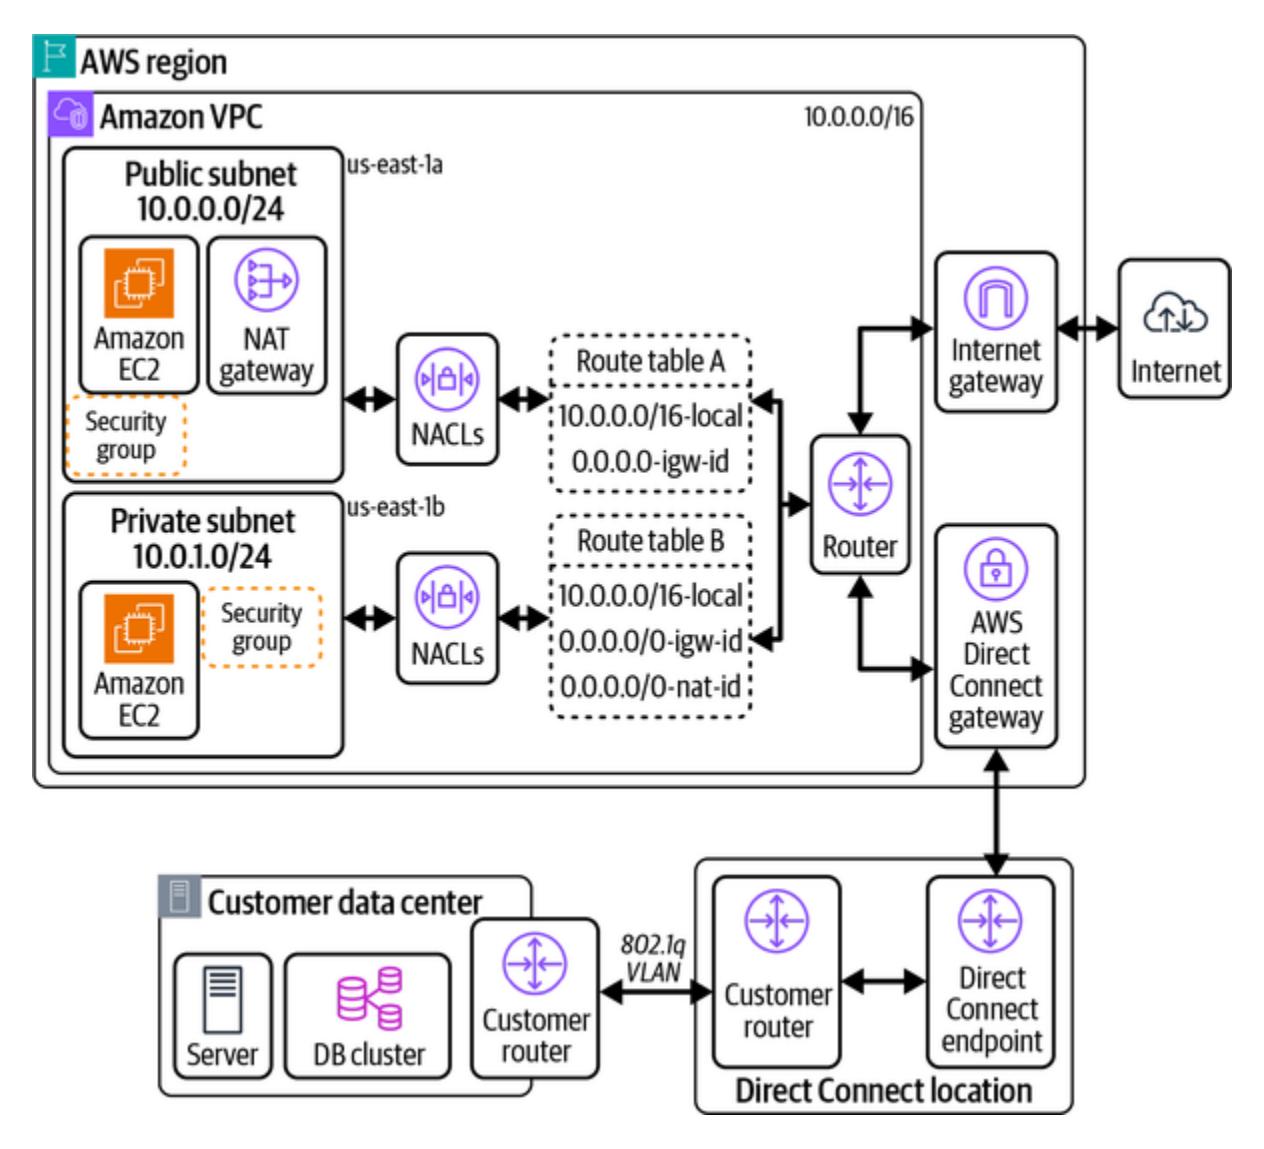 AWS region
Amazon VPC
10.0.0.0/16
Public subnet
10.0.0.0/24
us-east-1a
Amazon
EC2
NAT
gateway
Security
group
NACLs
Route table A
10.0.0.0/16-local
0.0.0.0-igw-id
Internet
gateway
Internet
Router
Private subnet
10.0.1.0/24
us-east-1b
Amazon
EC2
Security
group
NACLs
Route table B
10.0.0.0/16-local
0.0.0.0/0-igw-id
0.0.0.0/0-nat-id
AWS
Direct
Connect
gateway
Customer data center
Server
DB cluster
Customer
router
802.1q
VLAN
Customer
router
Direct
Connect
endpoint
Direct Connect location